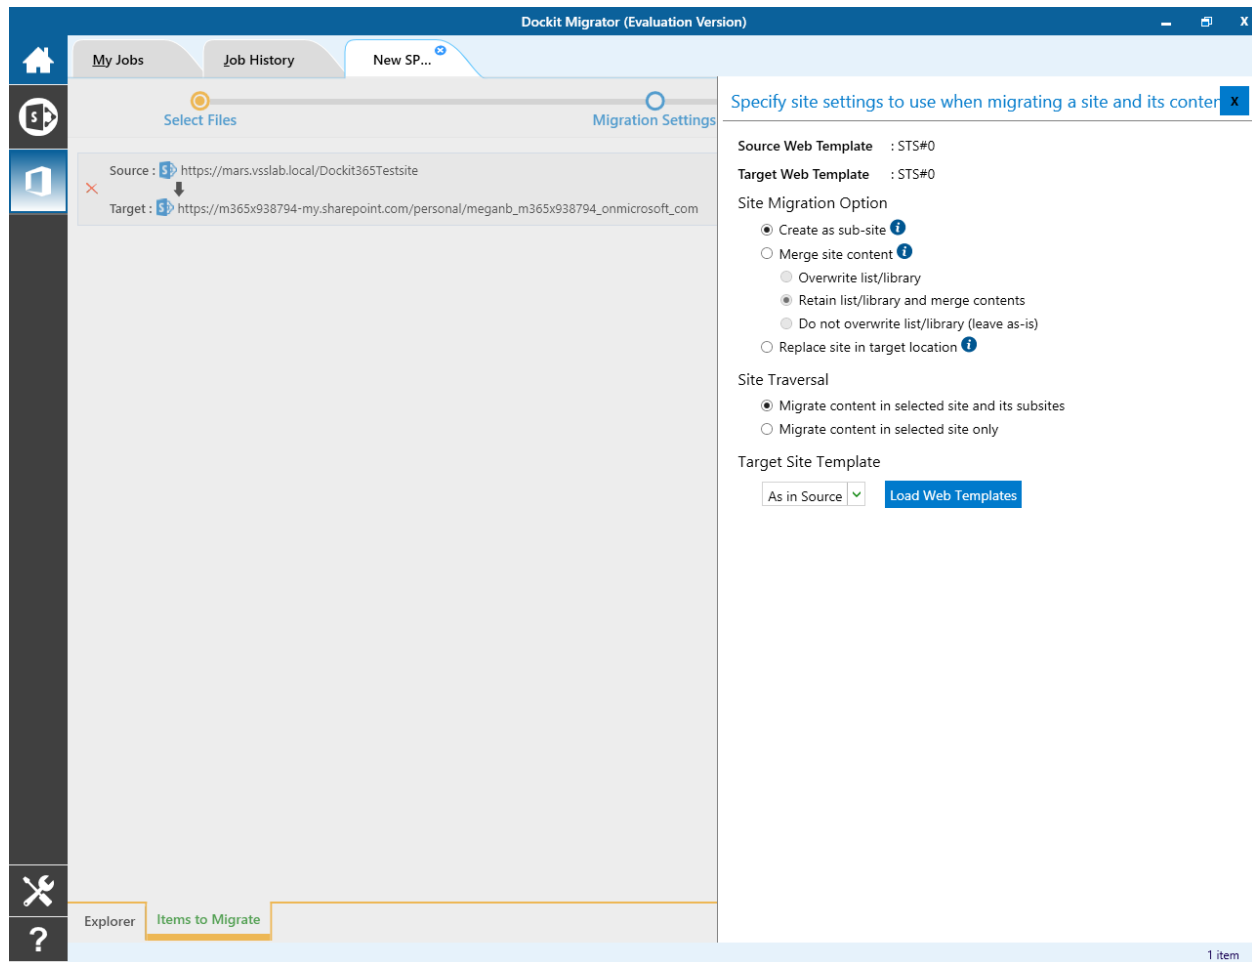 Dockit Migrator (Evaluation Version)
X
My Jobs
Job History
New SP...
Select Files
Migration Settings
Source : https://mars.vsslab.local/Dockit365Testsite
Target : https://m365x938794-my.sharepoint.com/personal/meganb_m365x938794_onmicrosoft_com
Specify site settings to use when migrating a site and its conter
X
Source Web Template : STS#0
Target Web Template : STS#0
Site Migration Option
Create as sub-site
Merge site content
Overwrite list/library
Retain list/library and merge contents
Do not overwrite list/library (leave as-is)
Replace site in target location
Site Traversal
Migrate content in selected site and its subsites
Migrate content in selected site only
Target Site Template
As in Source
Load Web Templates
Explorer
Items to Migrate
?
1 item